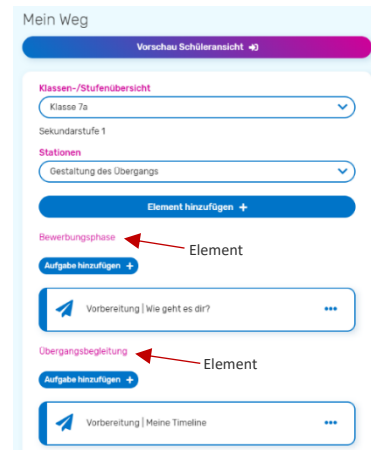 Mein Weg
Vorschau Schüleransicht
Klassen-/Stufenübersicht
Klasse 7a
Sekundarstufe 1
Stationen
Gestaltung des Übergangs
Element hinzufügen +
Bewerbungsphase
Element
Aufgabe hinzufügen +
Vorbereitung | Wie geht es dir?
Übergangsbegleitung
Element
Aufgabe hinzufügen +
Vorbereitung | Meine Timeline